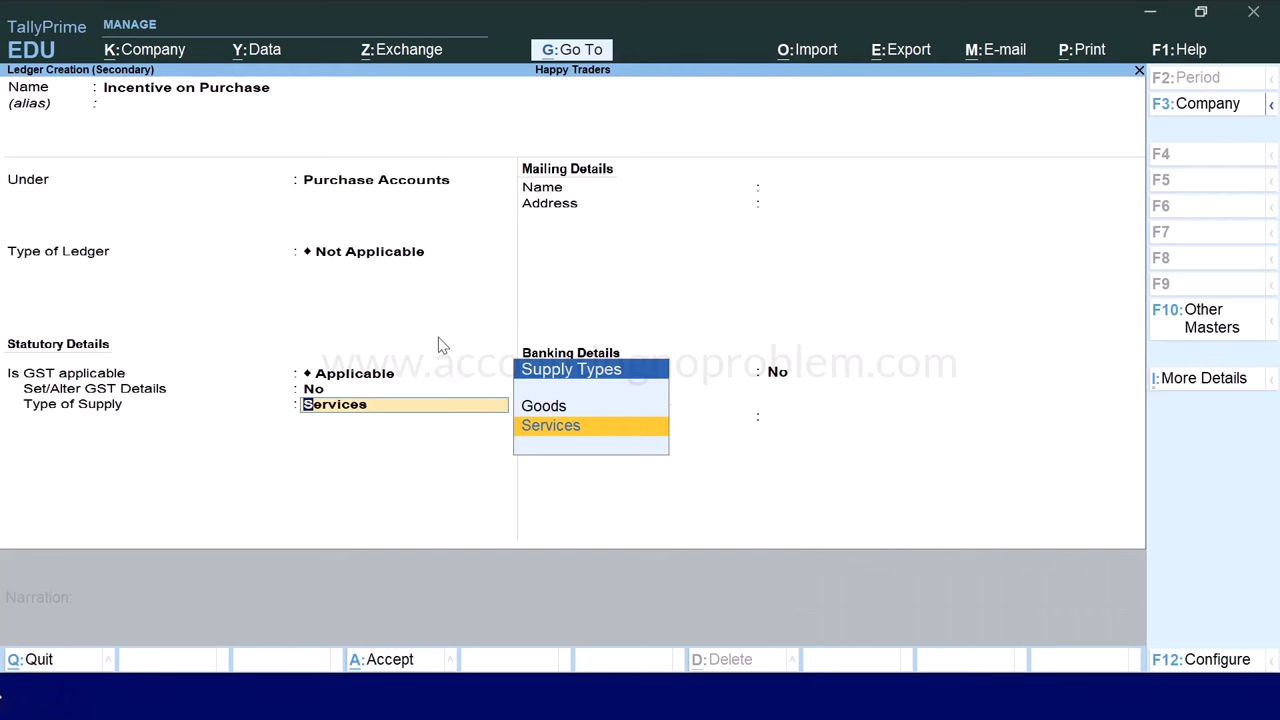 TallyPrime
EDU
MANAGE
K:Company
Y:Data
Z:Exchange
G:Go To
O:Import
E:Export
M:E-mail
P:Print
F1:Help
Ledger Creation (Secondary)
Happy Traders
Name : Incentive on Purchase
(alias) :
F2:Period
F3:Company
Under : Purchase Accounts
Mailing Details
Name :
Address :
F4
F5
F6
F7
F8
F9
Type of Ledger : ♦ Not Applicable
F10:Other
Masters
Statutory Details
Banking Details
www.accountingnoproblem.com
Is GST applicable : ♦ Applicable
Supply Types
: No
I:More Details
Set/Alter GST Details : No
Type of Supply : Services
Goods
:
Services
Narration:
Q:Quit
A:Accept
D:Delete
F12:Configure